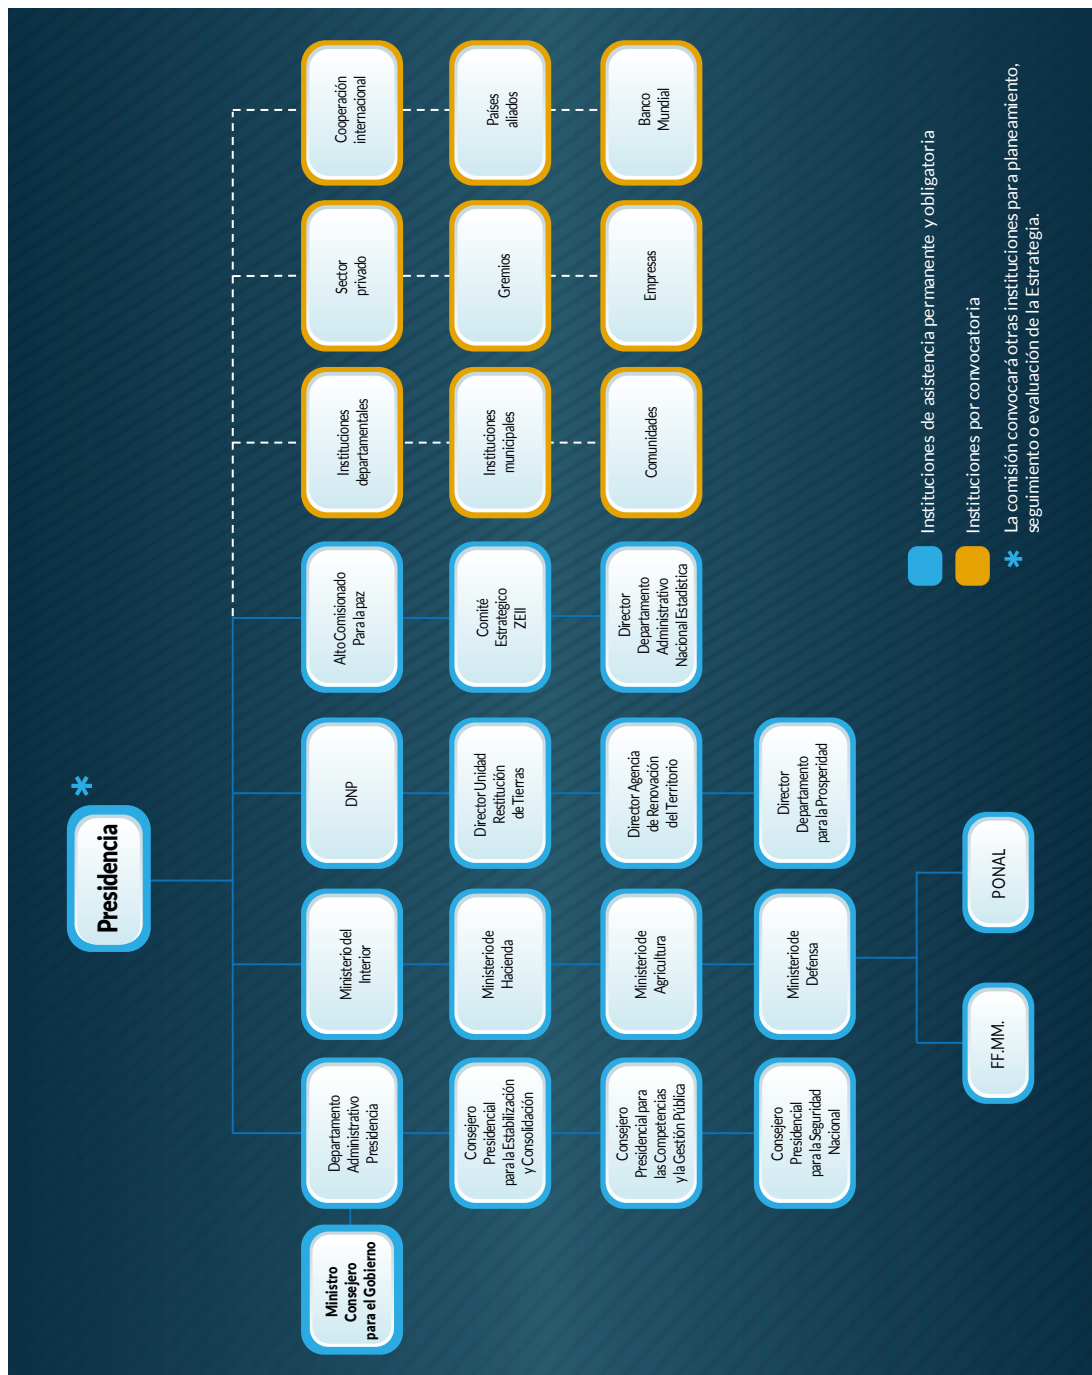 Presidencia
*
Ministro
Consejero
para el Gobierno
Departamento
Administrativo
Presidencia
Ministerio del
Interior
DNP
Alto Comisionado
Para la paz
Instituciones
departamentales
Sector
privado
Cooperación
internacional
Consejero
Presidencial
para la Estabilización
y Consolidación
Ministerio de
Hacienda
Director Unidad
Restitución
de Tierras
Comité
Estrategico
ZEII
Instituciones
municipales
Gremios
Países
aliados
Consejero
Presidencial para
las Competencias
y la Gestión Pública
Ministerio de
Agricultura
Director Agencia
de Renovación
del Territorio
Director
Departamento
Administrativo
Nacional Estadística
Comunidades
Empresas
Banco
Mundial
Consejero
Presidencial
para la Seguridad
Nacional
Ministerio de
Defensa
Director
Departamento
para la Prosperidad
FF.MM.
PONAL
Instituciones de asistencia permanente y obligatoria
Instituciones por convocatoria
* La comisión convocará otras instituciones para planeamiento,
seguimiento o evaluación de la Estrategia.